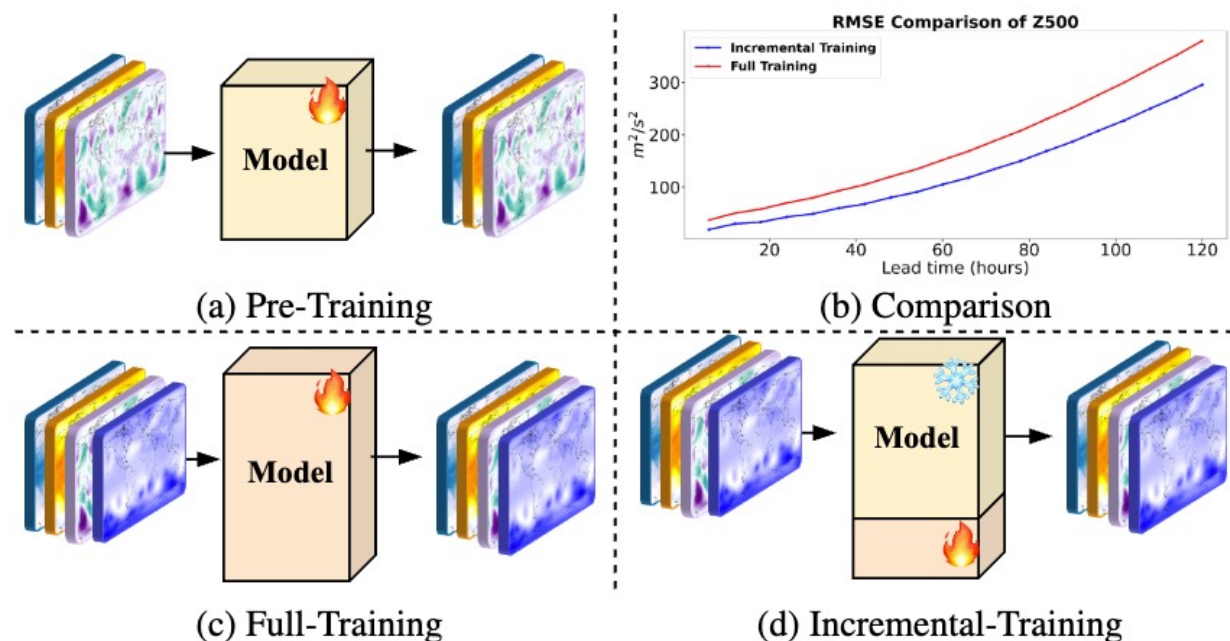 Model
(a) Pre-Training
RMSE Comparison of Z500
Incremental Training
Full Training
m²/s²
300
200
100
20
40
60
80
100
120
Lead time (hours)
(b) Comparison
Model
(c) Full-Training
Model
(d) Incremental-Training